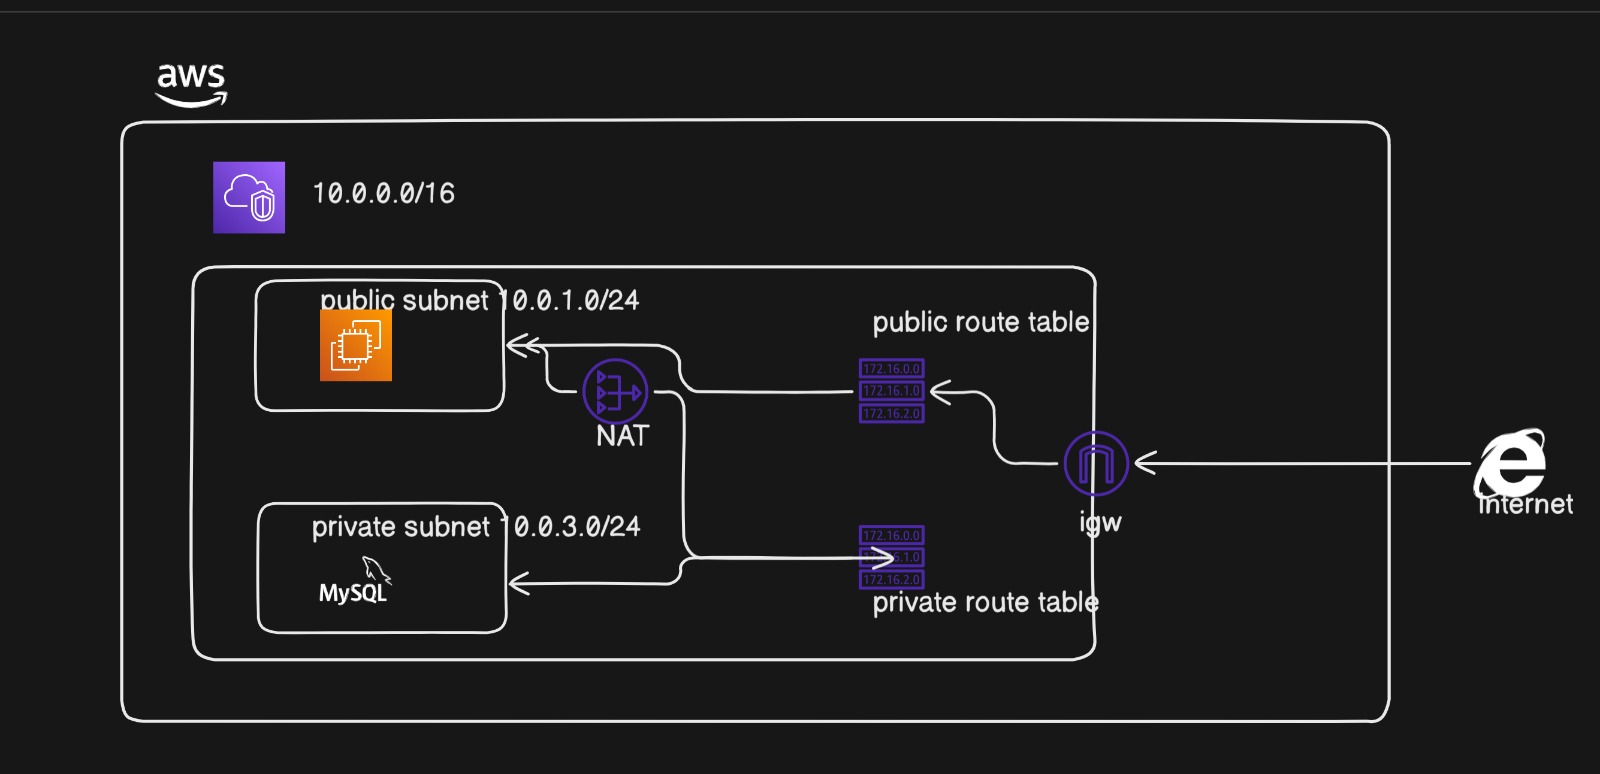 aws
10.0.0.0/16
public subnet 10.0.1.0/24
public route table
172.16.0.0
172.16.1.0
172.16.2.0
NAT
igw
internet
private subnet 10.0.3.0/24
MySQL
172.16.0.0
172.16.2.0
private route table